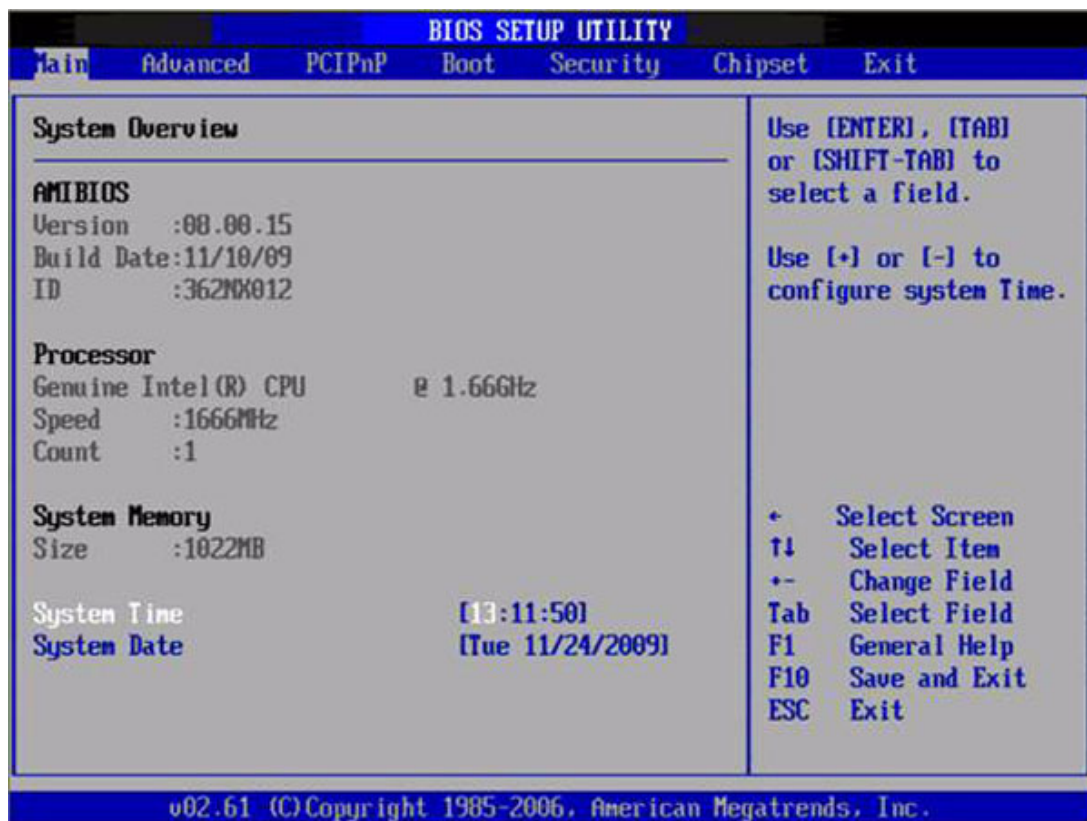 BIOS SETUP UTILITY
Main Advanced PCIPnP Boot Security Chipset Exit
System Overview
AMIBIOS
Version :08.00.15
Build Date:11/10/09
ID :362NX012
Processor
Genuine Intel(R) CPU @ 1.66GHz
Speed :1666MHz
Count :1
System Memory
Size :1022MB
System Time [13:11:50]
System Date [Tue 11/24/2009]
Use [ENTER], [TAB]
or [SHIFT-TAB] to
select a field.
Use [+] or [-] to
configure system Time.
← Select Screen
↑↓ Select Item
+- Change Field
Tab Select Field
F1 General Help
F10 Save and Exit
ESC Exit
v02.61 (C)Copyright 1985-2006, American Megatrends, Inc.